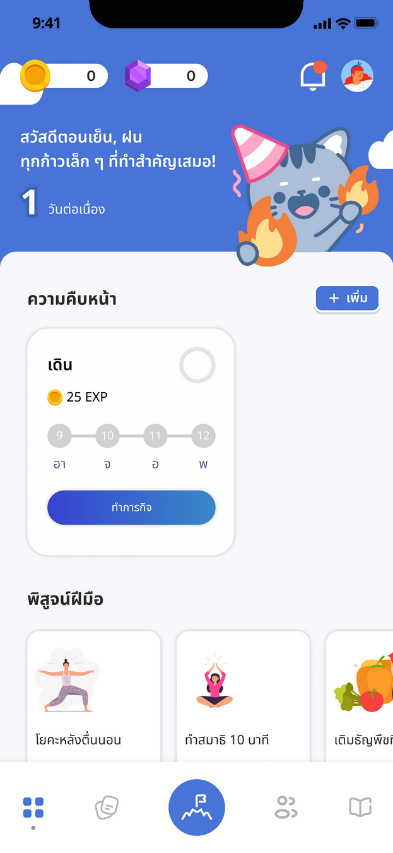 9:41
0 0
สวัสดีตอนเย็น, ฝน
ทุกก้าวเล็ก ๆ ที่ทำสำคัญเสมอ!
1 วันต่อเนื่อง
ความคืบหน้า
+ เพิ่ม
เดิน
25 EXP
9 10 11 12
อา จ อ พ
ทำภารกิจ
พิสูจน์ฝีมือ
โยคะหลังตื่นนอน ทำสมาธิ 10 นาที เติมธัญพืช